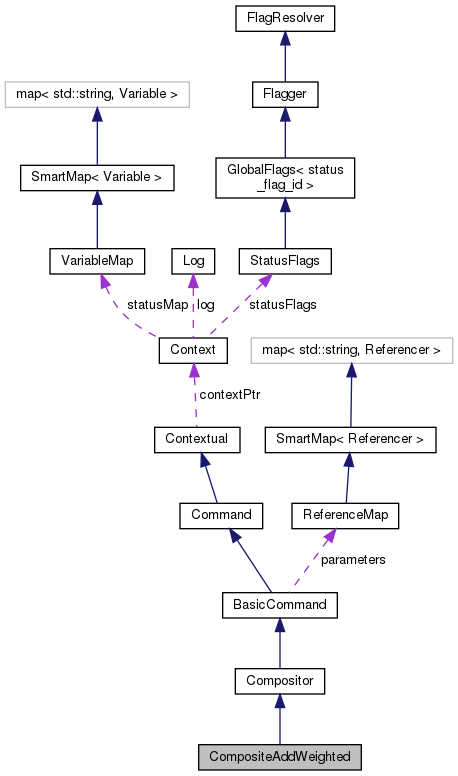 FlagResolver
map< std::string, Variable >
Flagger
SmartMap< Variable >
GlobalFlags< status
_flag_id >
VariableMap
Log
StatusFlags
statusMap
log
statusFlags
Context
map< std::string, Referencer >
contextPtr
Contextual
SmartMap< Referencer >
Command
ReferenceMap
parameters
BasicCommand
Compositor
CompositeAddWeighted